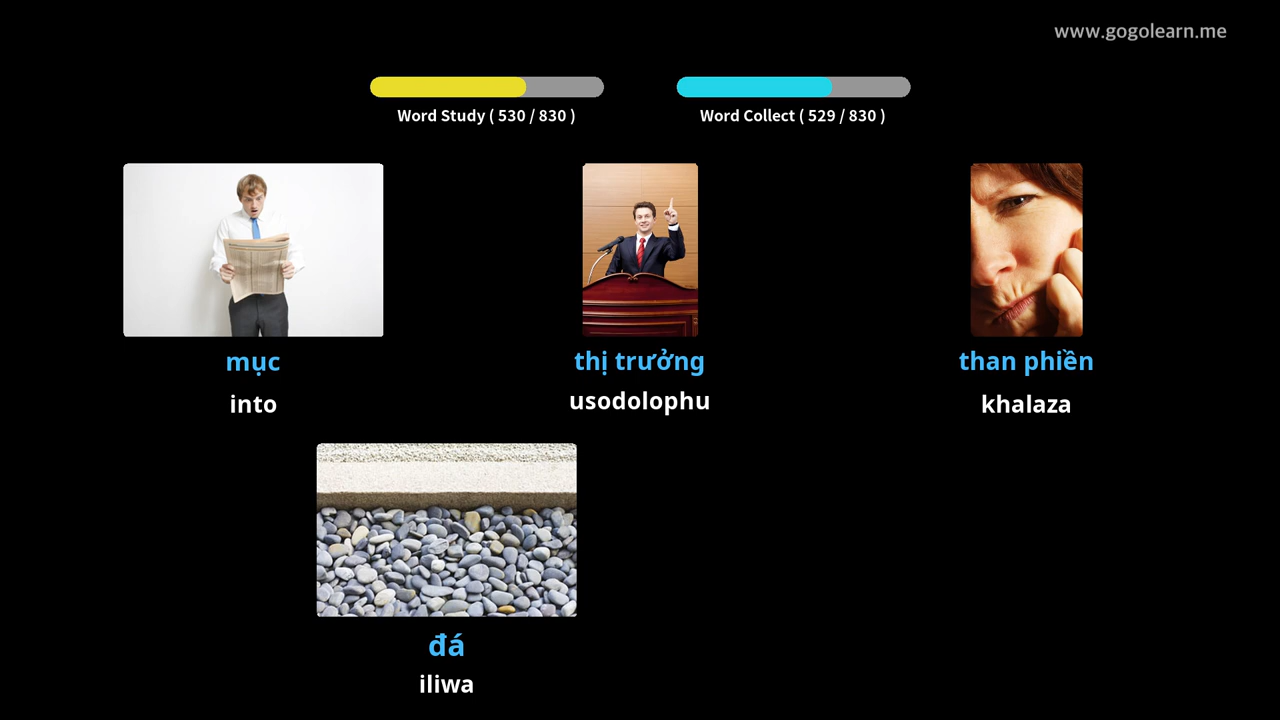 www.gogolearn.me
Word Study ( 530 / 830 )
Word Collect ( 529 / 830 )
mục
into
thị trưởng
usodolophu
than phiền
khalaza
đá
iliwa